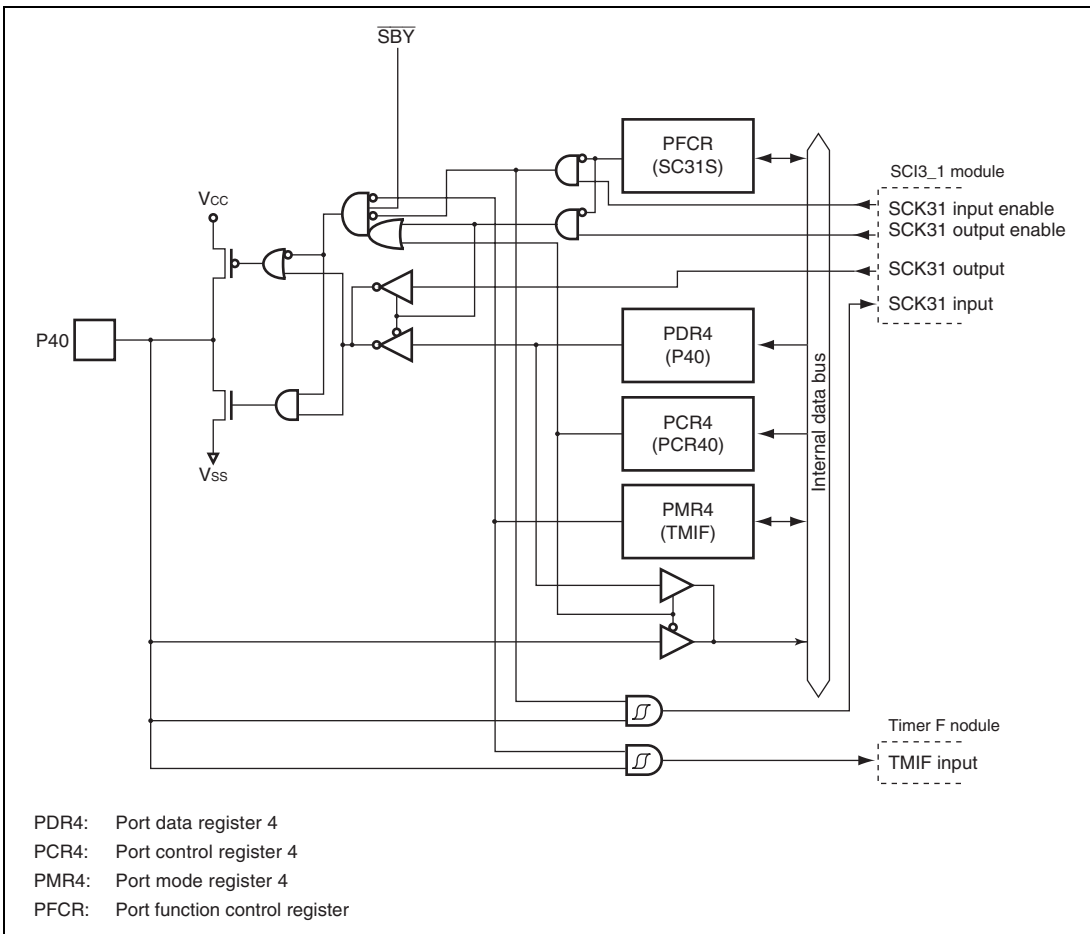 SBY
PFCR
(SC31S)
SCI3_1 module
SCK31 input enable
SCK31 output enable
SCK31 output
SCK31 input
VCC
P40
PDR4
(P40)
PCR4
(PCR40)
Internal data bus
VSS
PMR4
(TMIF)
Timer F nodule
TMIF input
PDR4: Port data register 4
PCR4: Port control register 4
PMR4: Port mode register 4
PFCR: Port function control register